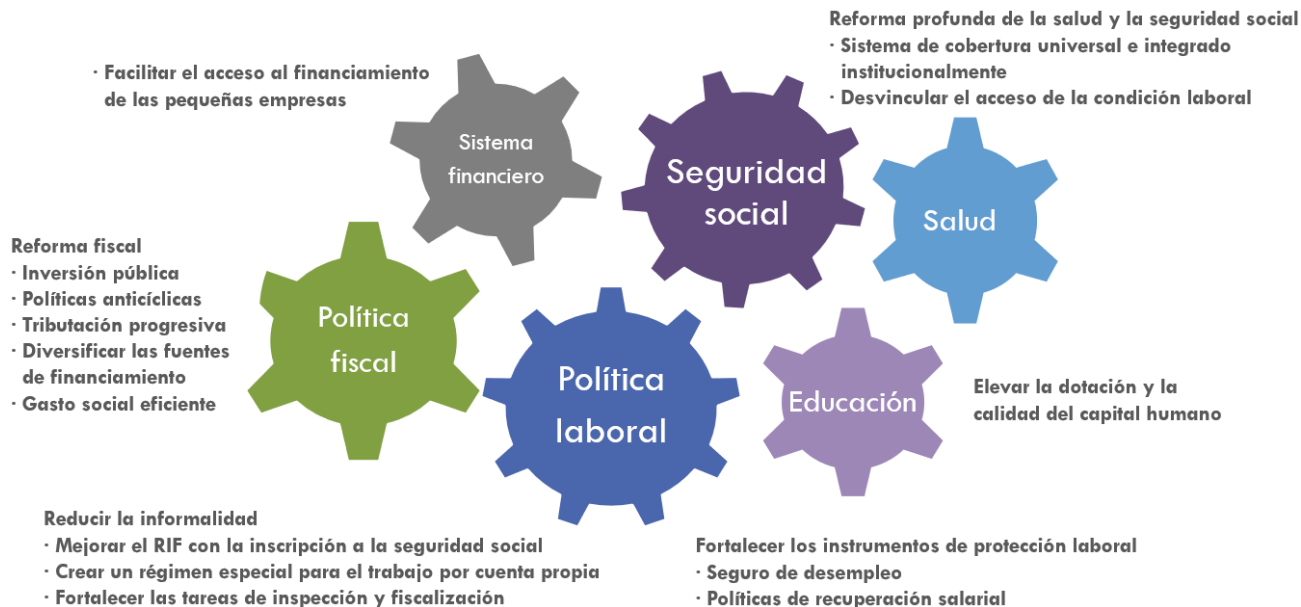 Reforma profunda de la salud y la seguridad social
· Sistema de cobertura universal e integrado
institucionalmente
· Desvincular el acceso de la condición laboral
· Facilitar el acceso al financiamiento
de las pequeñas empresas
Sistema
financiero
Seguridad
social
Salud
Reforma fiscal
· Inversión pública
· Políticas anticíclicas
· Tributación progresiva
· Diversificar las fuentes
de financiamiento
· Gasto social eficiente
Política
fiscal
Política
laboral
Educación
Elevar la dotación y la
calidad del capital humano
Reducir la informalidad
· Mejorar el RIF con la inscripción a la seguridad social
· Crear un régimen especial para el trabajo por cuenta propia
· Fortalecer las tareas de inspección y fiscalización
Fortalecer los instrumentos de protección laboral
· Seguro de desempleo
· Políticas de recuperación salarial